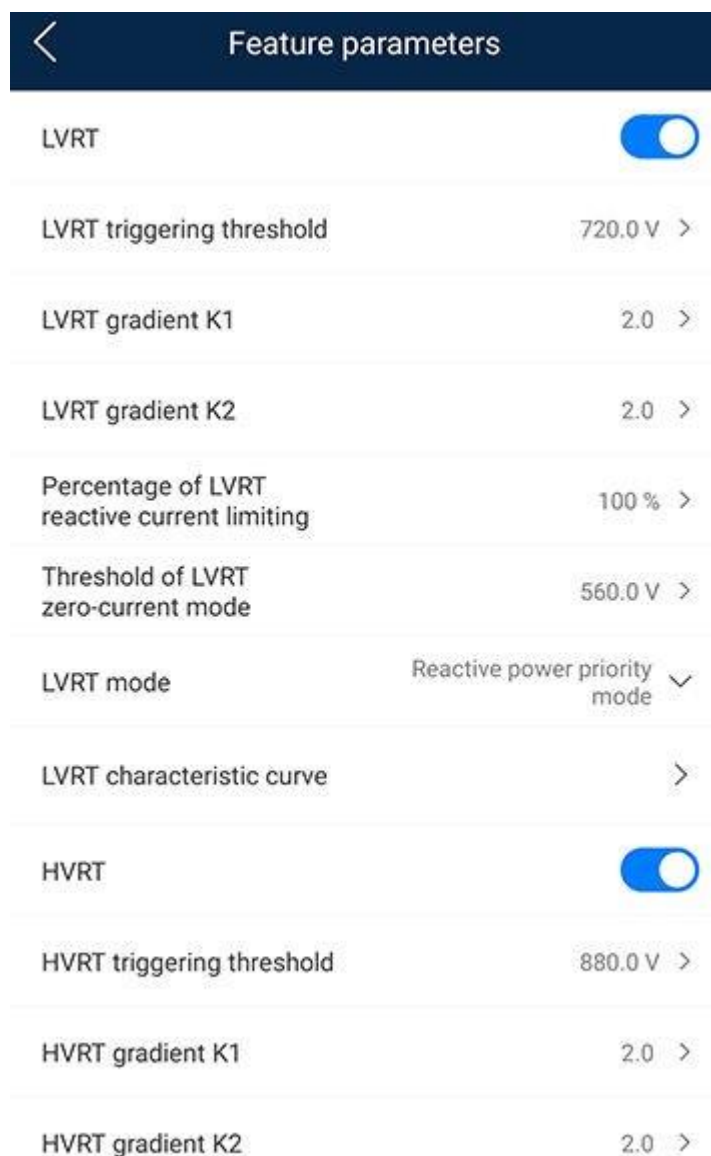 Feature parameters
LVRT
LVRT triggering threshold 720.0 V
LVRT gradient K1 2.0
LVRT gradient K2 2.0
Percentage of LVRT
reactive current limiting 100 %
Threshold of LVRT
zero-current mode 560.0 V
LVRT mode Reactive power priority
mode
LVRT characteristic curve
HVRT
HVRT triggering threshold 880.0 V
HVRT gradient K1 2.0
HVRT gradient K2 2.0